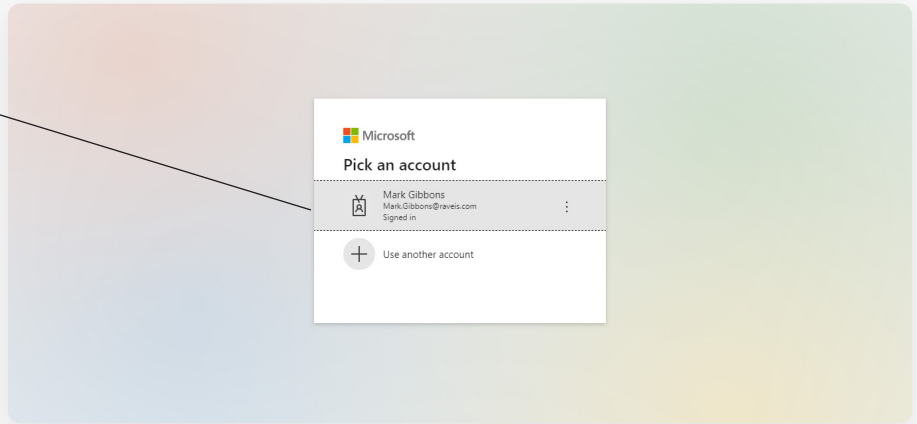 Microsoft
Pick an account
Mark Gibbons
Mark.Gibbons@raveis.com
Signed in
Use another account